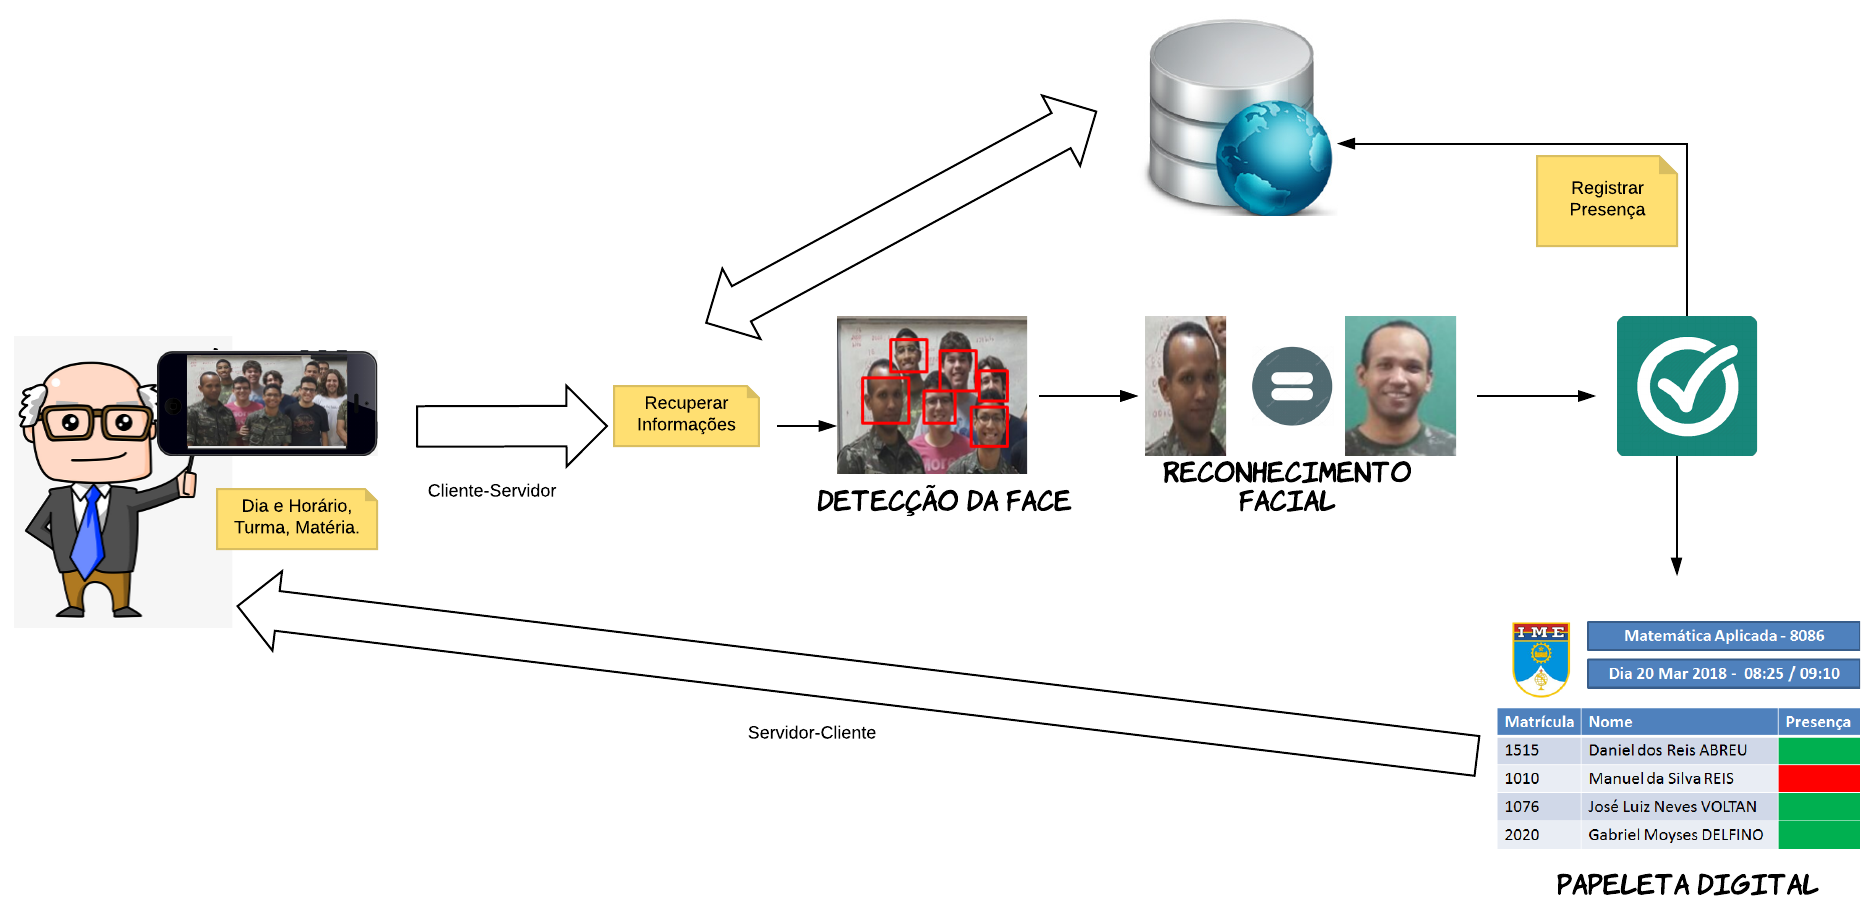 Registrar
Presença
Recuperar
Informações
Cliente-Servidor
Dia e Horário,
Turma, Matéria.
DETECÇÃO DA FACE
RECONHECIMENTO
FACIAL
Servidor-Cliente
IME
Matemática Aplicada - 8086
Dia 20 Mar 2018 - 08:25 / 09:10
Matrícula Nome Presença
1515 Daniel dos Reis ABREU
1010 Manuel da Silva REIS
1076 José Luiz Neves VOLTAN
2020 Gabriel Moyses DELFINO
PAPELETA DIGITAL